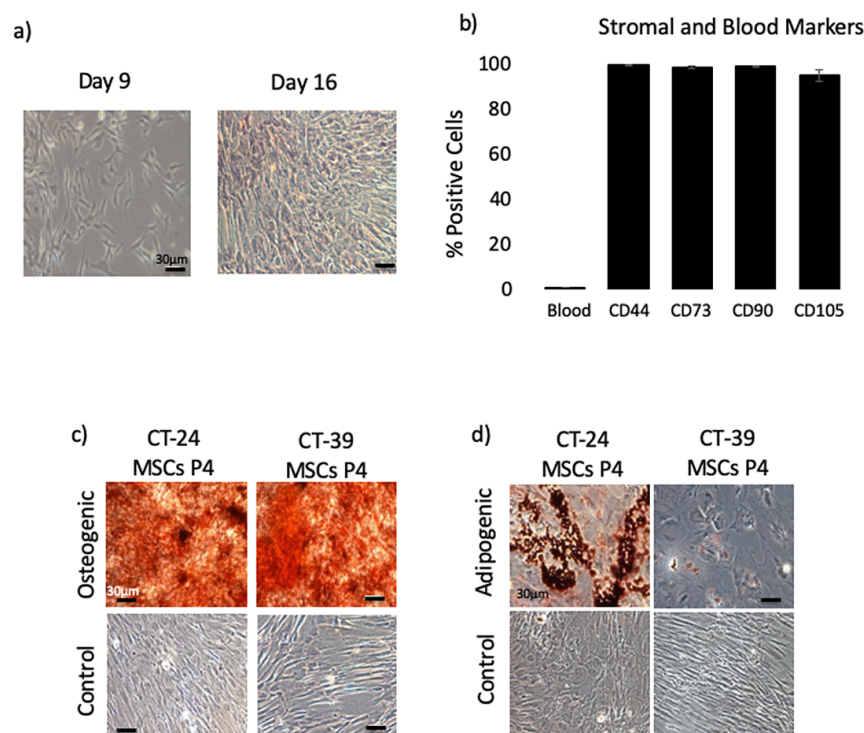 a)
Day 9
Day 16
30µm
b)
Stromal and Blood Markers
% Positive Cells
100
80
60
40
20
0
Blood
CD44
CD73
CD90
CD105
c)
CT-24
MSCs P4
CT-39
MSCs P4
Osteogenic
30µm
Control
d)
CT-24
MSCs P4
CT-39
MSCs P4
Adipogenic
30µm
Control